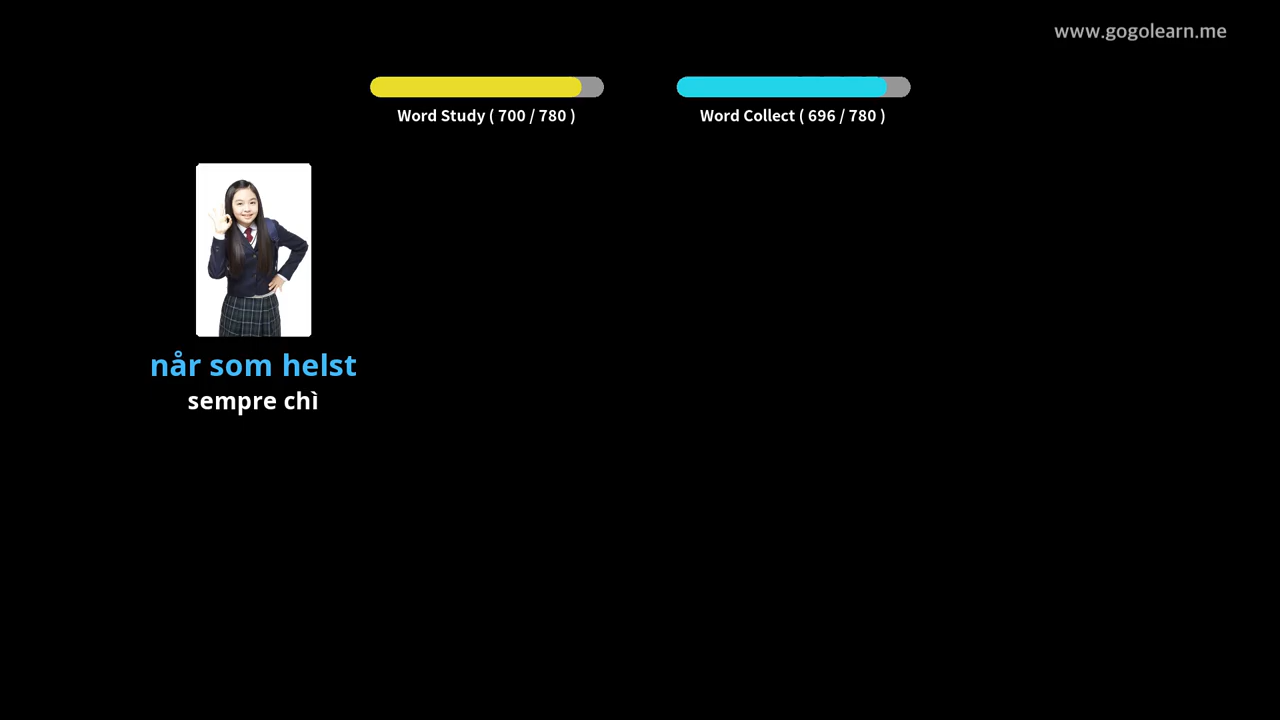 www.gogolearn.me
Word Study ( 700 / 780 )
Word Collect ( 696 / 780 )
når som helst
sempre chì